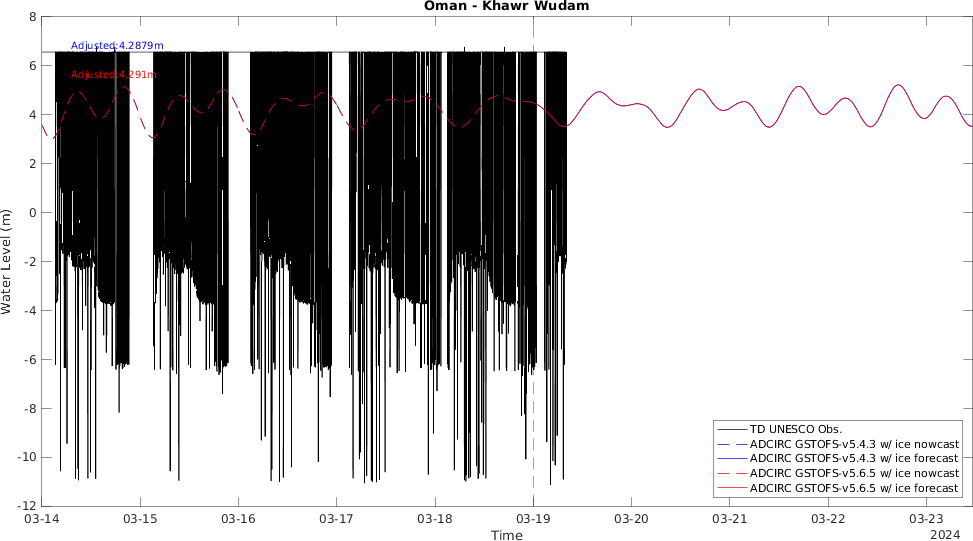 Oman - Khawr Wudam
8
6
4
2
0
-2
-4
-6
-8
-10
-12
Water Level (m)
Adjusted:4.2879m
Adjusted:4.291m
TD UNESCO Obs.
ADCIRC GSTOFS-v5.4.3 w/ ice nowcast
ADCIRC GSTOFS-v5.4.3 w/ ice forecast
ADCIRC GSTOFS-v5.6.5 w/ ice nowcast
ADCIRC GSTOFS-v5.6.5 w/ ice forecast
03-14 03-15 03-16 03-17 03-18 03-19 03-20 03-21 03-22 03-23
Time
2024